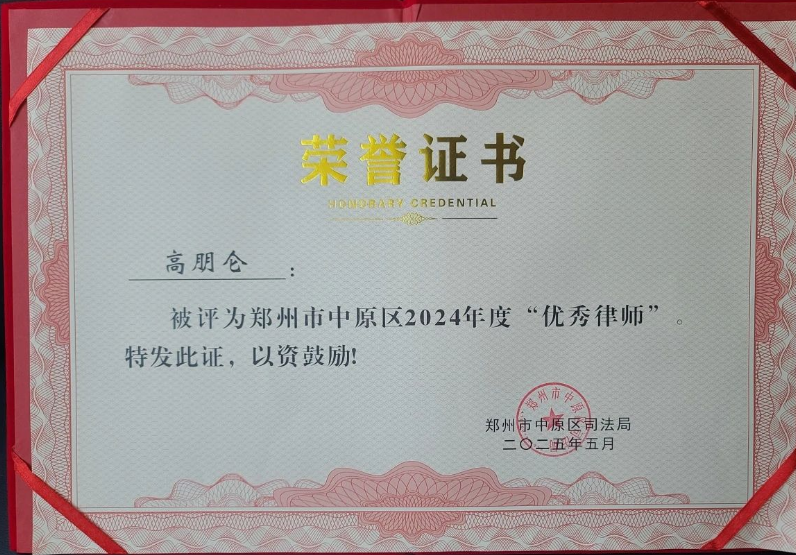 荣誉证书
HONORARY CREDENTIAL
高朋仑：
被评为郑州市中原区2024年度“优秀律师”。
特发此证，以资鼓励!
郑州市中原区司法局
二〇二五年五月